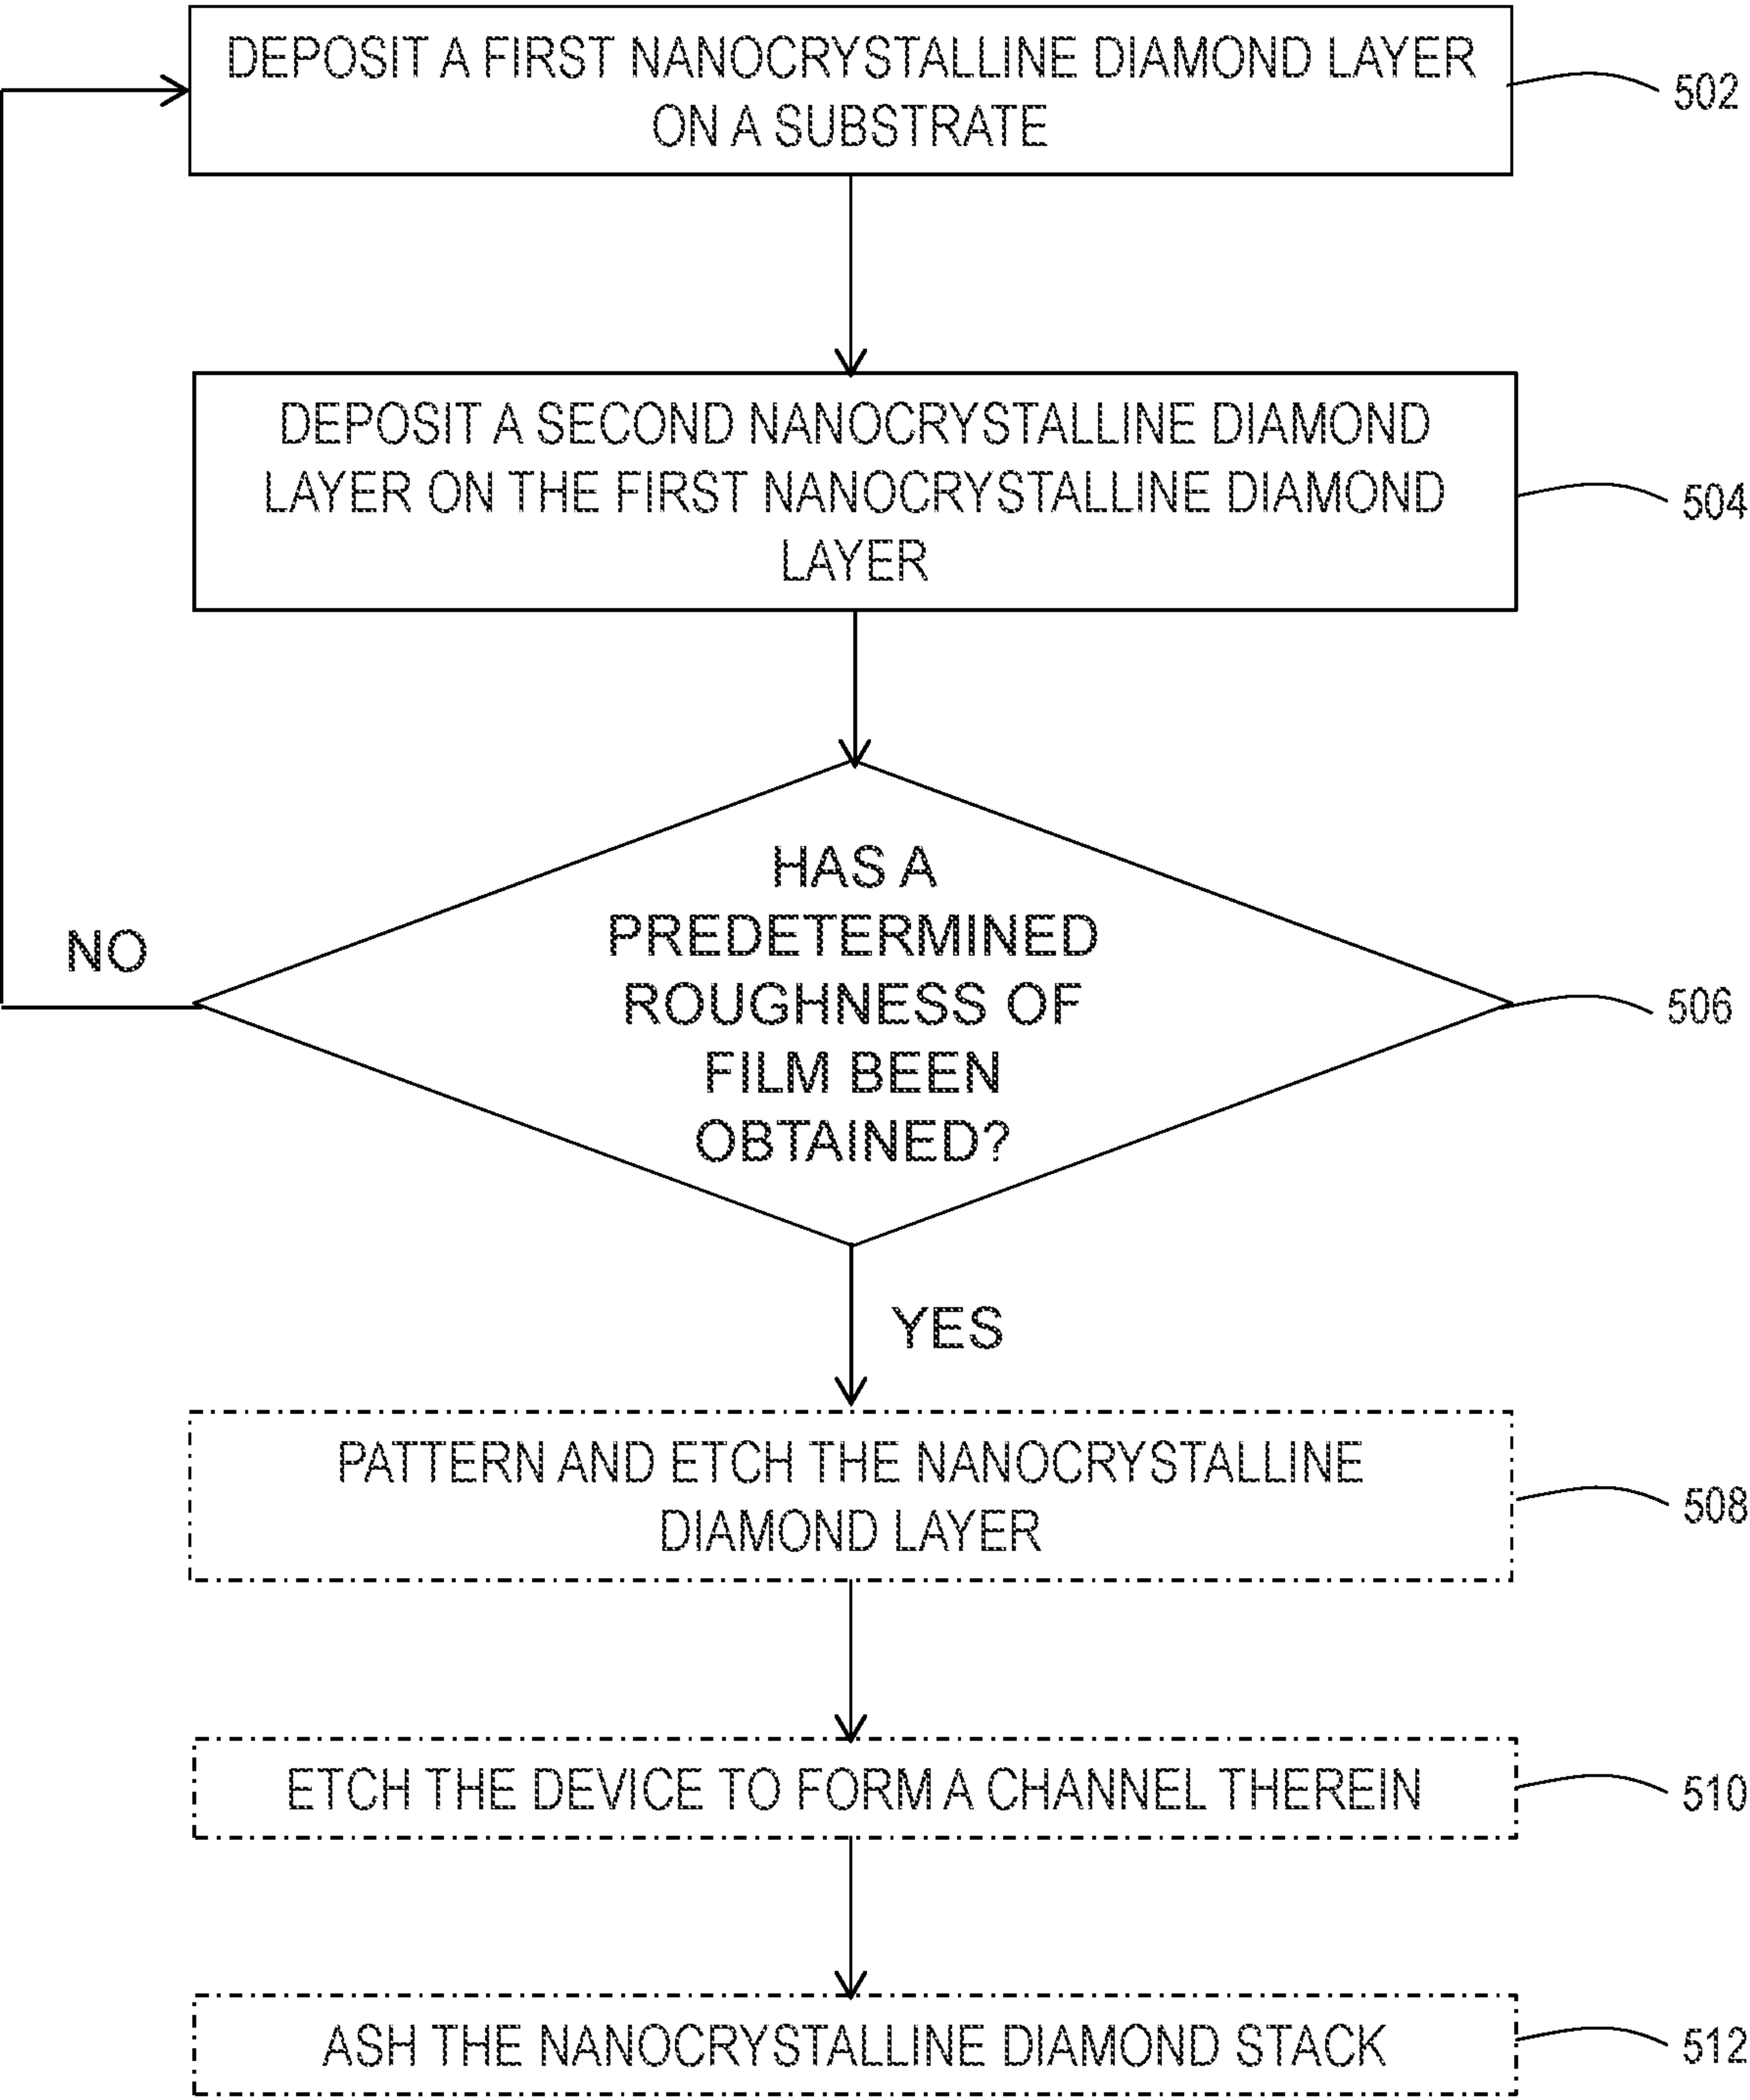 DEPOSIT A FIRST NANOCRYSTALLINE DIAMOND LAYER
ON A SUBSTRATE
502
DEPOSIT A SECOND NANOCRYSTALLINE DIAMOND
LAYER ON THE FIRST NANOCRYSTALLINE DIAMOND
LAYER
504
HAS A
PREDETERMINED
ROUGHNESS OF
FILM BEEN
OBTAINED?
NO
506
YES
PATTERN AND ETCH THE NANOCRYSTALLINE
DIAMOND LAYER
508
ETCH THE DEVICE TO FORM A CHANNEL THEREIN
510
ASH THE NANOCRYSTALLINE DIAMOND STACK
512